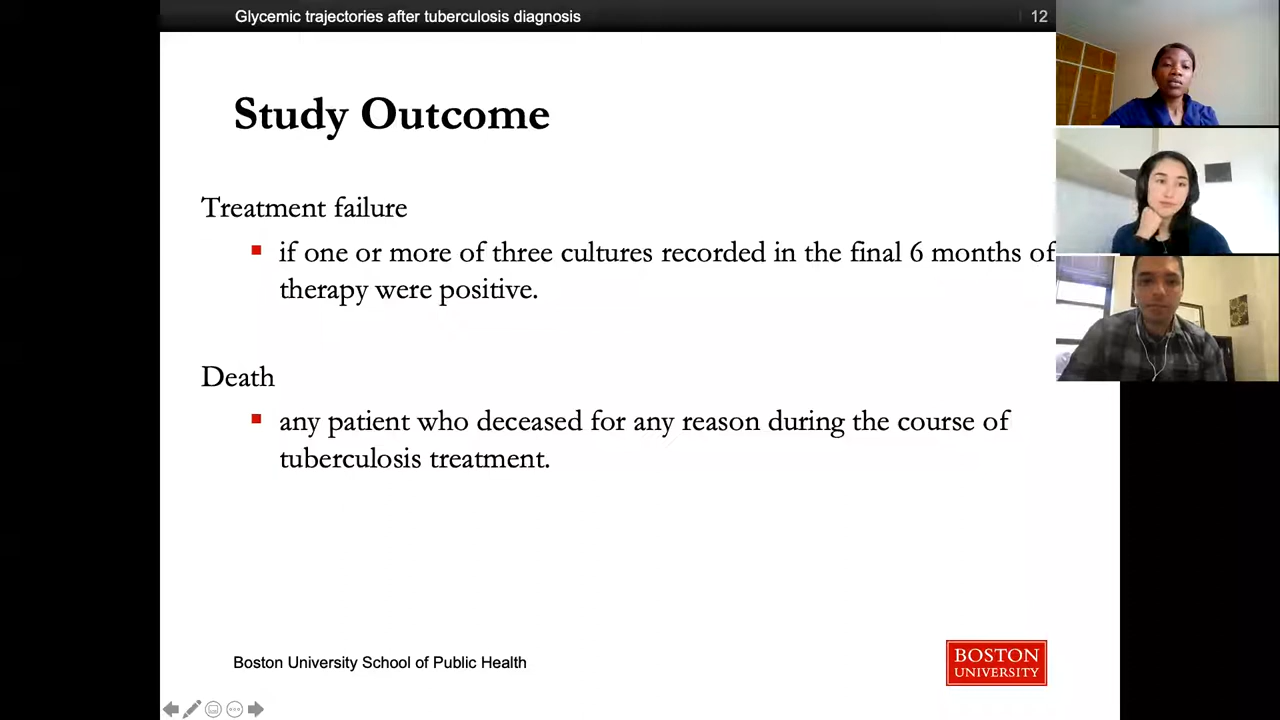 Glycemic trajectories after tuberculosis diagnosis
12
Study Outcome
Treatment failure
if one or more of three cultures recorded in the final 6 months of
therapy were positive.
Death
any patient who deceased for any reason during the course of
tuberculosis treatment.
Boston University School of Public Health
BOSTON
UNIVERSITY